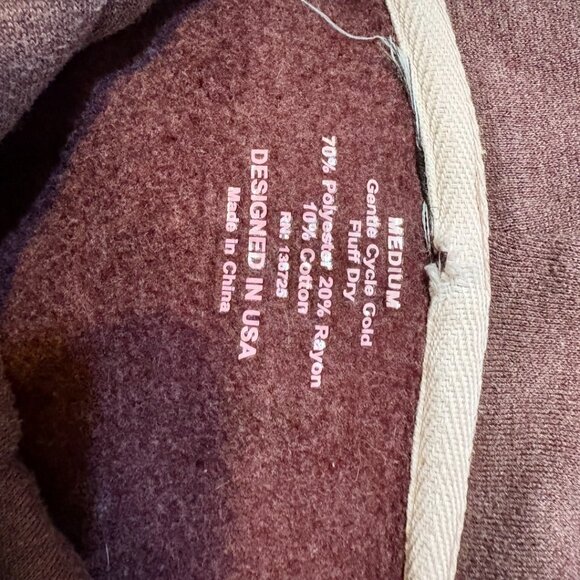 MEDIUM
Gentle Cycle Cold
Fluff Dry
70% Polyester 20% Rayon
10% Cotton
RN: 138725
DESIGNED IN USA
Made in China